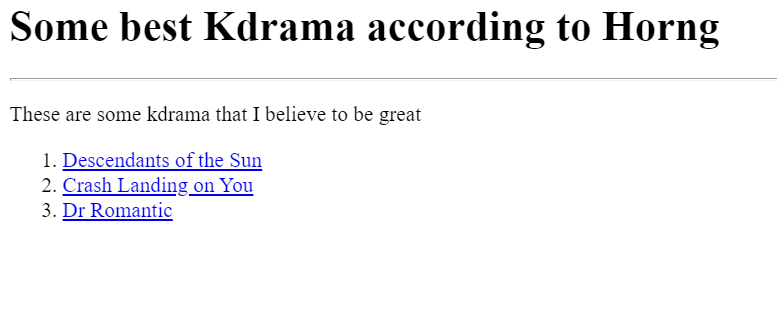 Some best Kdrama according to Horng
These are some kdrama that I believe to be great
1. Descendants of the Sun
2. Crash Landing on You
3. Dr Romantic